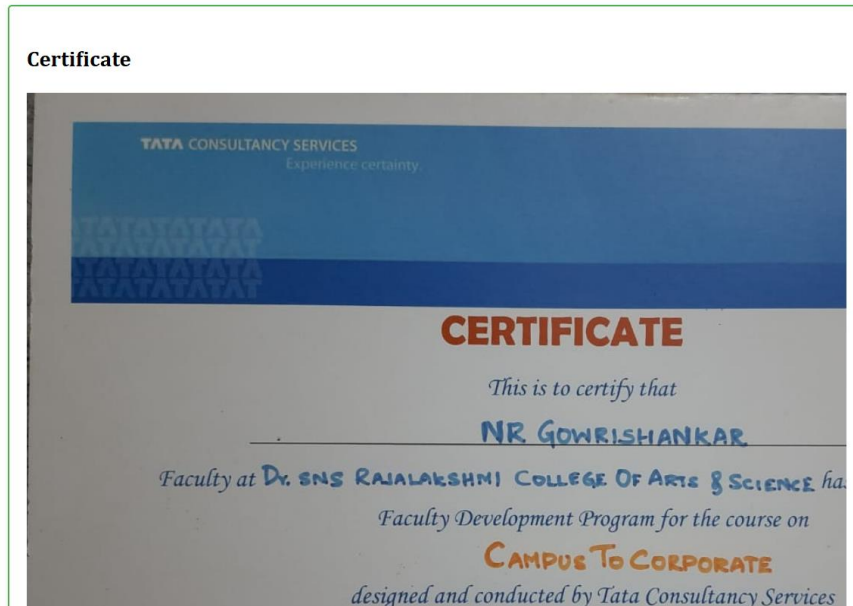 Certificate
TATA CONSULTANCY SERVICES
Experience certainty.
CERTIFICATE
This is to certify that
NR GOWRISHANKAR
Faculty at Dr. SNS RAJALAKSHMI COLLEGE OF ARTS & SCIENCE ha
Faculty Development Program for the course on
CAMPUS TO CORPORATE
designed and conducted by Tata Consultancy Services